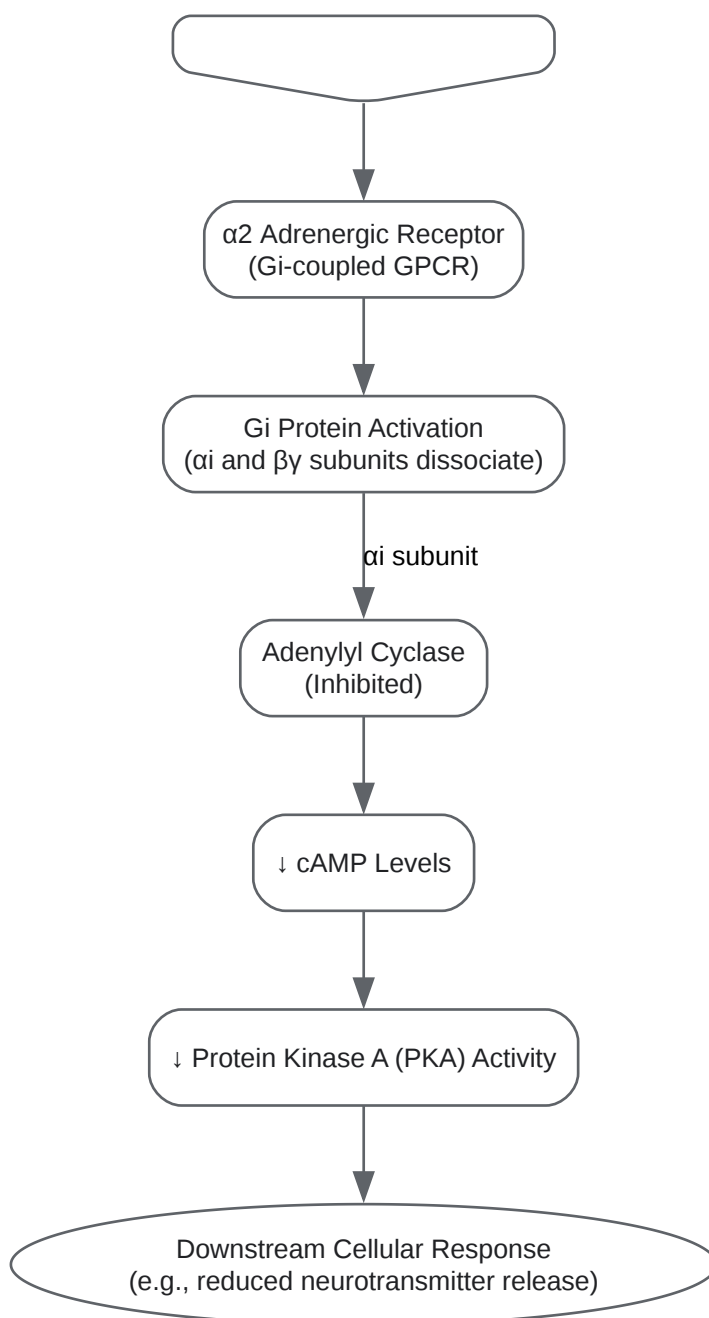 α2 Adrenergic Receptor
(Gi-coupled GPCR)
Gi Protein Activation
(αi and βγ subunits dissociate)
αi subunit
Adenylyl Cyclase
(Inhibited)
↓ cAMP Levels
↓ Protein Kinase A (PKA) Activity
Downstream Cellular Response
(e.g., reduced neurotransmitter release)